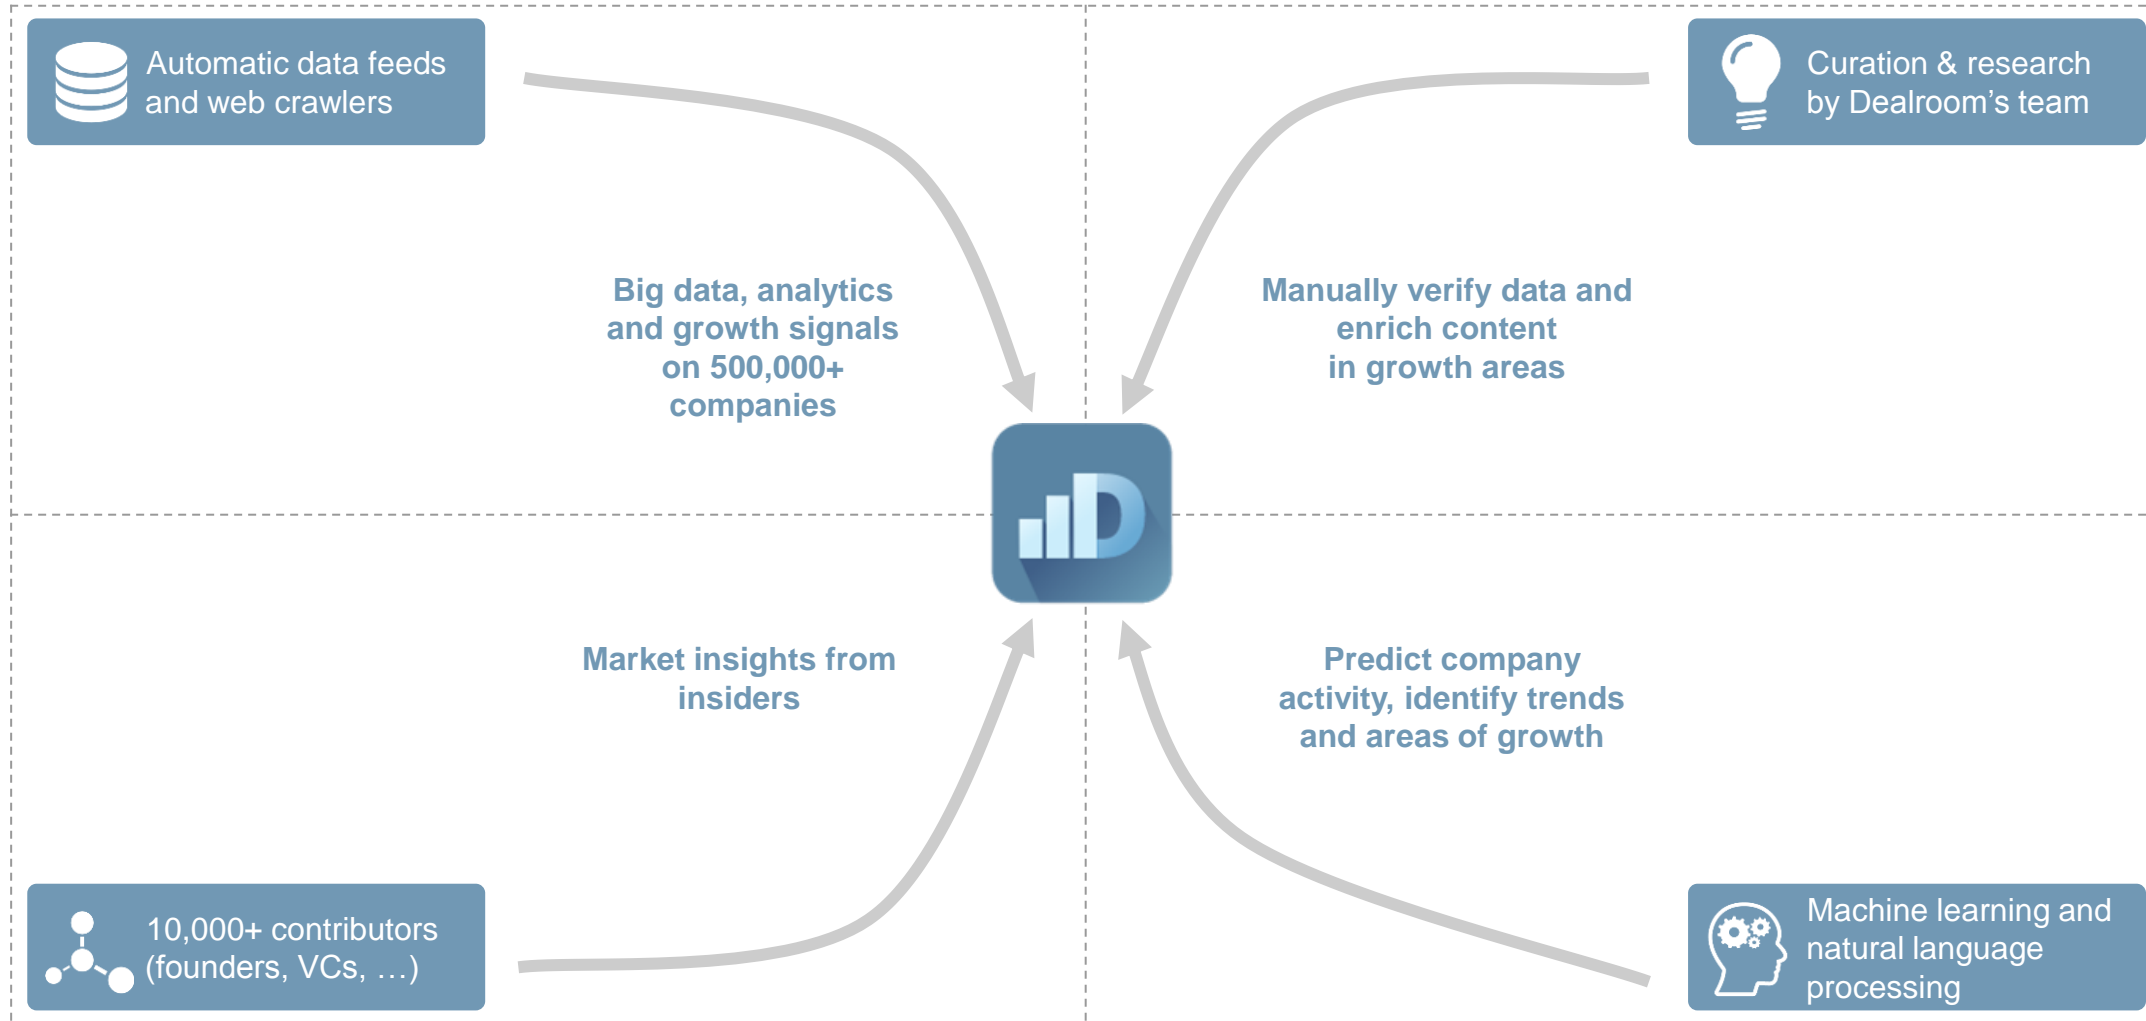 Automatic data feeds
and web crawlers
Curation & research
by Dealroom’s team
Big data, analytics
and growth signals
on 500,000+
companies
Manually verify data and
enrich content
in growth areas
D
Market insights from
insiders
Predict company
activity, identify trends
and areas of growth
10,000+ contributors
(founders, VCs, …)
Machine learning and
natural language
processing